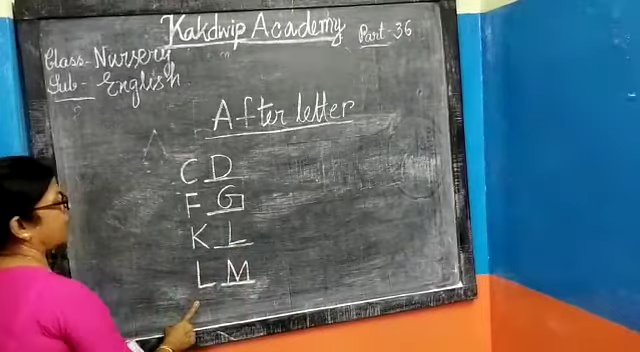 Kakdwip Academy Part-36
Class- Nursery
Sub- English
After letter
C D
F G
K L
L M